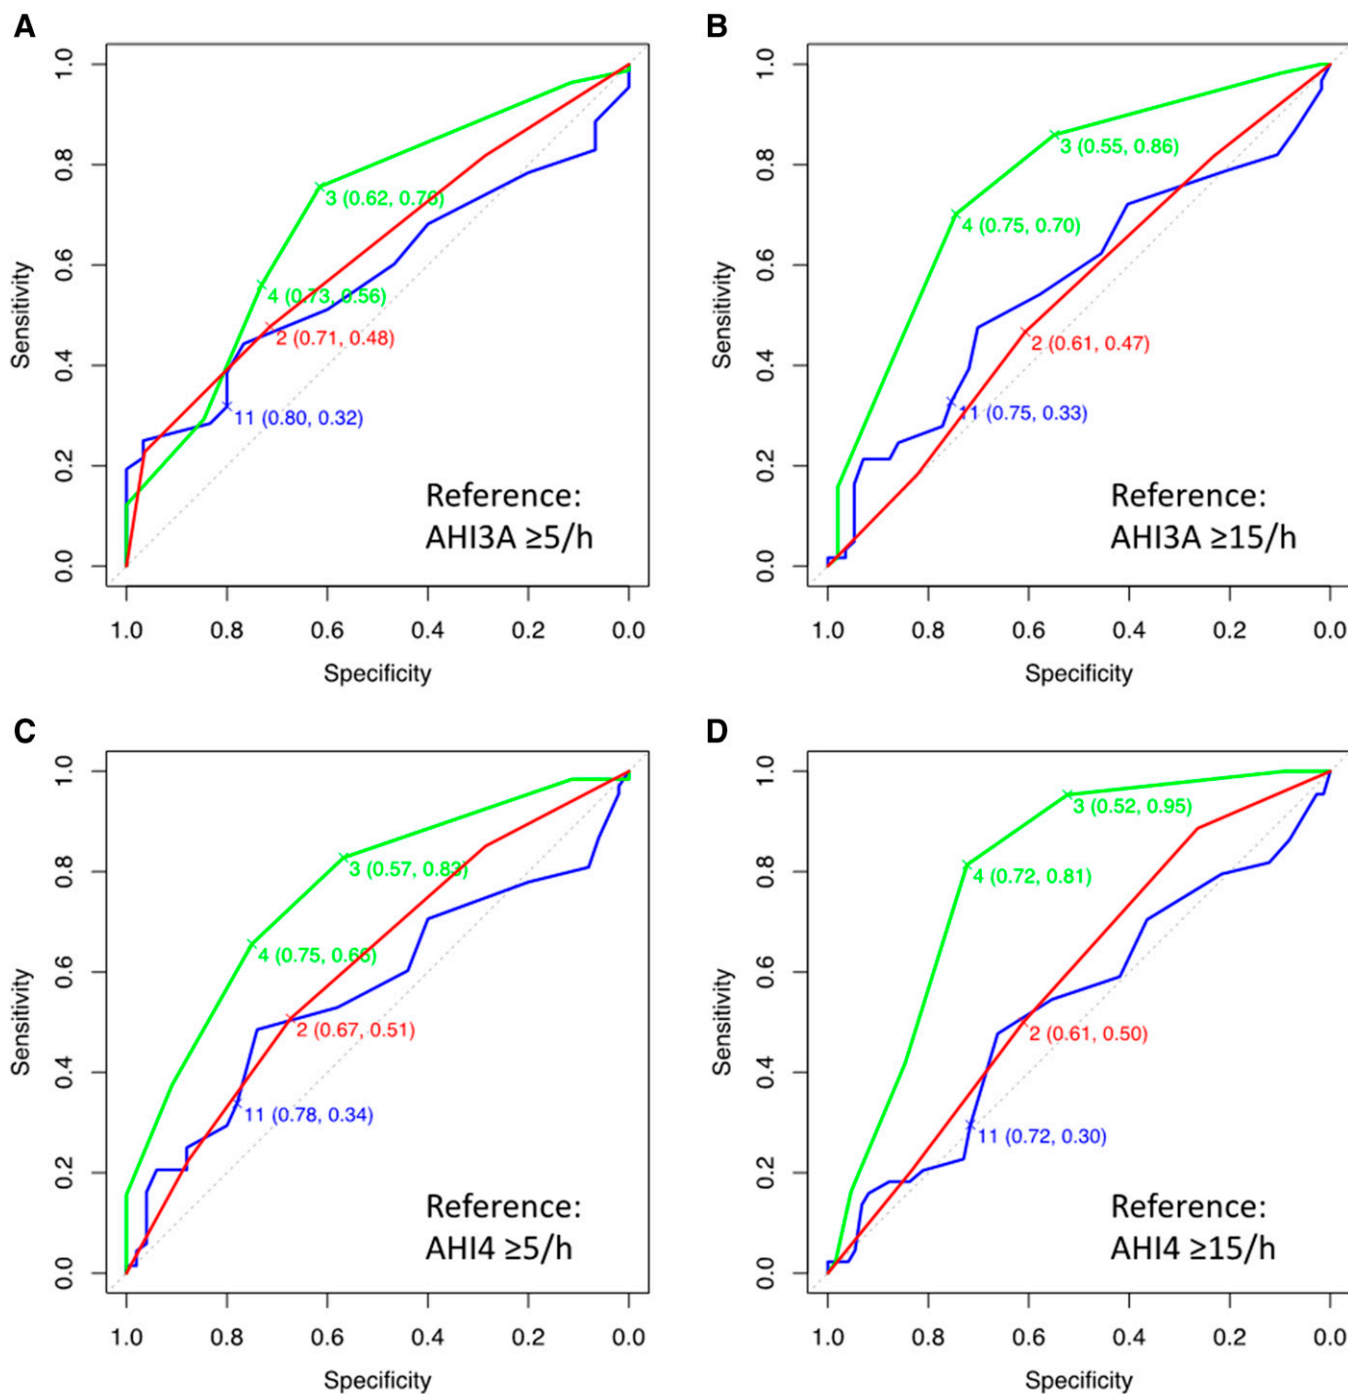 A
B
1.0
0.8
0.6
0.4
0.2
0.0
Sensitivity
3 (0.62, 0.76)
4 (0.73, 0.56)
2 (0.71, 0.48)
11 (0.80, 0.32)
Reference:
AHI3A ≥5/h
1.0 0.8 0.6 0.4 0.2 0.0
Specificity
1.0
0.8
0.6
0.4
0.2
0.0
Sensitivity
3 (0.55, 0.86)
4 (0.75, 0.70)
2 (0.61, 0.47)
11 (0.75, 0.33)
Reference:
AHI3A ≥15/h
1.0 0.8 0.6 0.4 0.2 0.0
Specificity
C
D
1.0
0.8
0.6
0.4
0.2
0.0
Sensitivity
3 (0.57, 0.83)
4 (0.75, 0.66)
2 (0.67, 0.51)
11 (0.78, 0.34)
Reference:
AHI4 ≥5/h
1.0 0.8 0.6 0.4 0.2 0.0
Specificity
1.0
0.8
0.6
0.4
0.2
0.0
Sensitivity
3 (0.52, 0.95)
4 (0.72, 0.81)
2 (0.61, 0.50)
11 (0.72, 0.30)
Reference:
AHI4 ≥15/h
1.0 0.8 0.6 0.4 0.2 0.0
Specificity